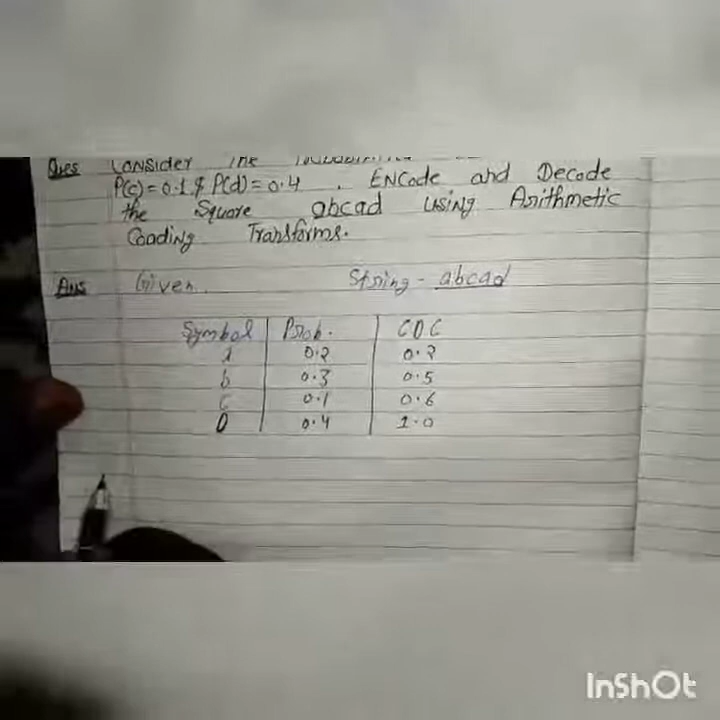 Ques Consider the
P(c) = 0.1 & P(d) = 0.4 . ENCode and Decode
the Square abcad using Arithmetic
Coading Transforms.
Ans Given String - abcad
Symbol Prob. CDC
a 0.2 0.2
b 0.3 0.5
c 0.1 0.6
D 0.4 1.0
InShOt